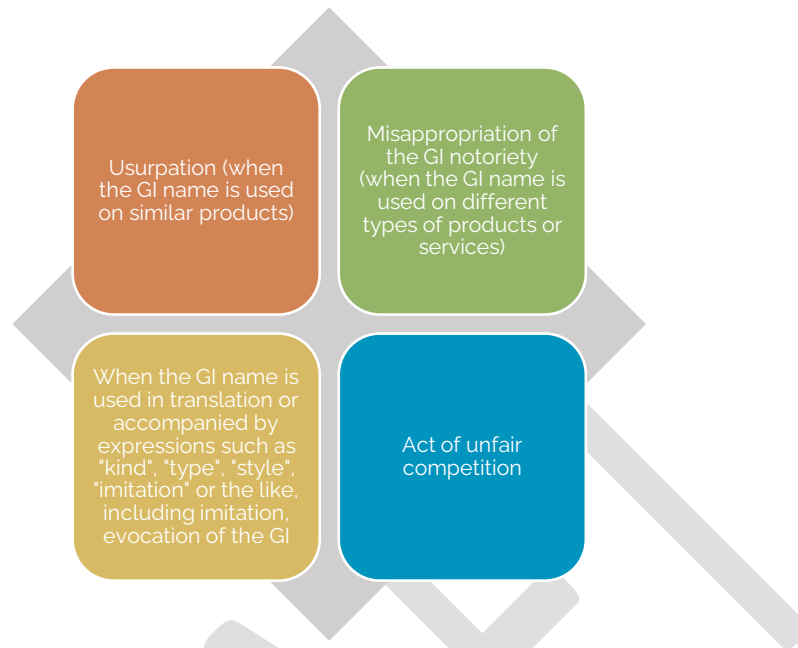 Usurpation (when
the GI name is used
on similar products)
Misappropriation of
the GI notoriety
(when the GI name is
used on different
types of products or
services)
When the GI name is
used in translation or
accompanied by
expressions such as
"kind", "type", "style",
"imitation" or the like,
including imitation,
evocation of the GI
Act of unfair
competition